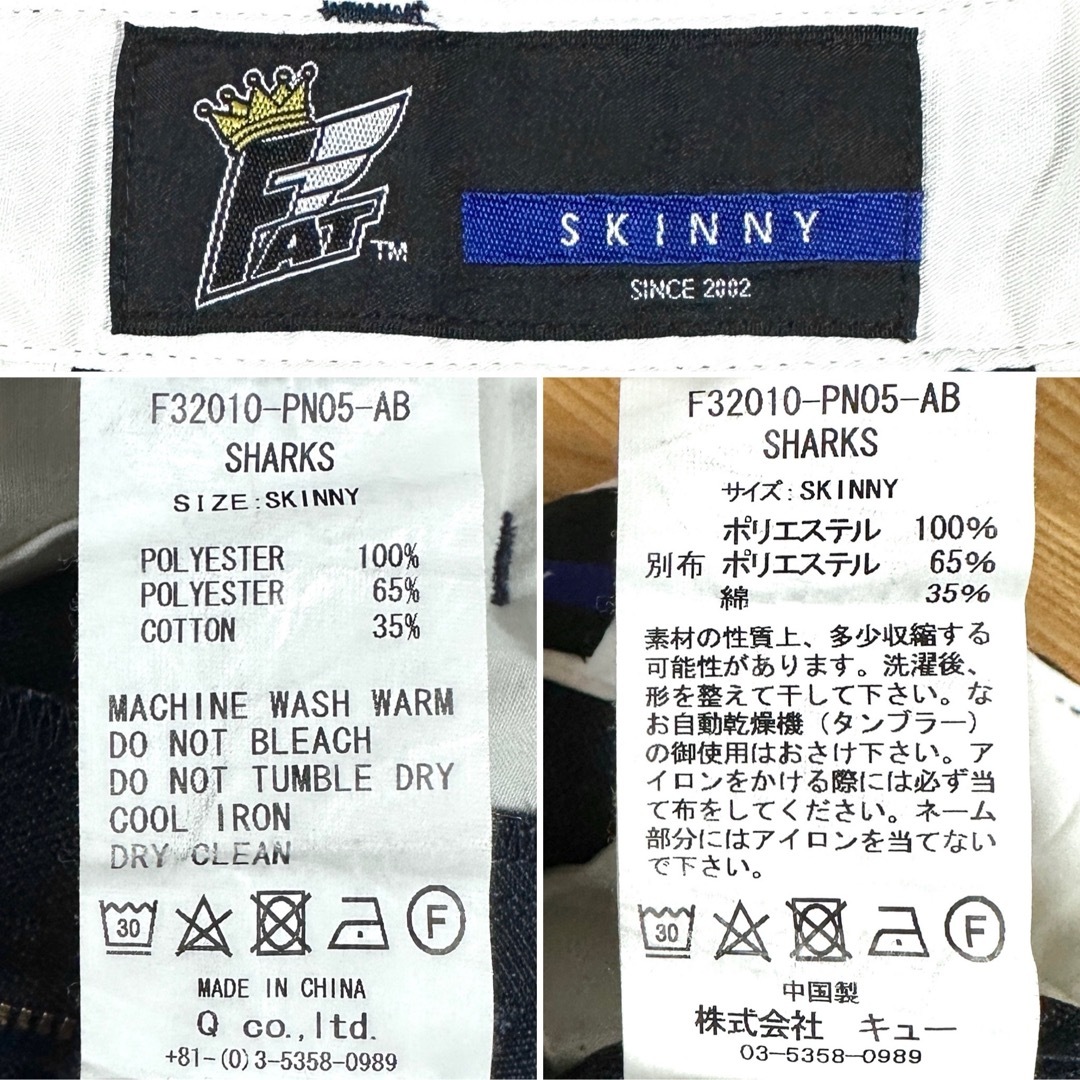 FAT TM
SKINNY
SINCE 2002
F32010-PN05-AB
SHARKS
SIZE:SKINNY
POLYESTER 100%
POLYESTER 65%
COTTON 35%
MACHINE WASH WARM
DO NOT BLEACH
DO NOT TUMBLE DRY
COOL IRON
DRY CLEAN
30 F
MADE IN CHINA
Q co.,ltd.
+81-(0)3-5358-0989
F32010-PN05-AB
SHARKS
サイズ:SKINNY
ポリエステル 100%
別布 ポリエステル 65%
綿 35%
素材の性質上、多少収縮する
可能性があります。洗濯後、
形を整えて干して下さい。な
お自動乾燥機(タンブラー)
の御使用はおさけ下さい。ア
イロンをかける際には必ず当
て布をしてください。ネーム
部分にはアイロンを当てない
で下さい。
30 F
中国製
株式会社 キュー
03-5358-0989